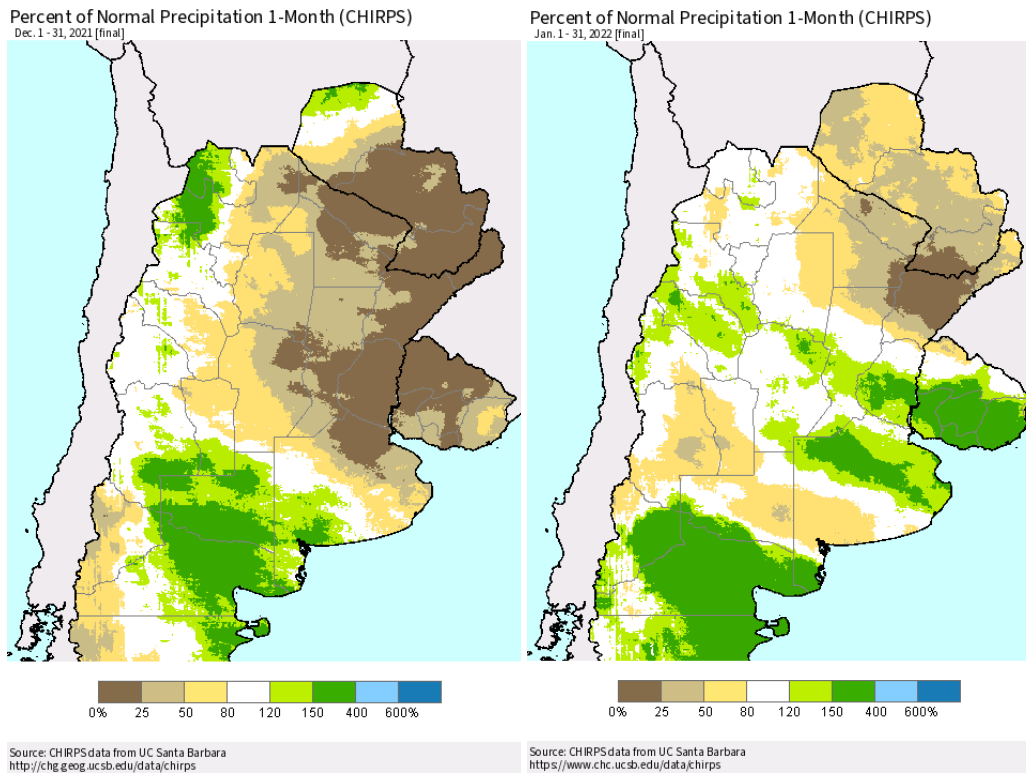 Percent of Normal Precipitation 1-Month (CHIRPS)
Dec. 1 - 31, 2021 [final]
0% 25 50 80 120 150 400 600%
Source: CHIRPS data from UC Santa Barbara
http://chg.geog.ucsb.edu/data/chirps
Percent of Normal Precipitation 1-Month (CHIRPS)
Jan. 1 - 31, 2022 [final]
0% 25 50 80 120 150 400 600%
Source: CHIRPS data from UC Santa Barbara
https://www.chc.ucsb.edu/data/chirps